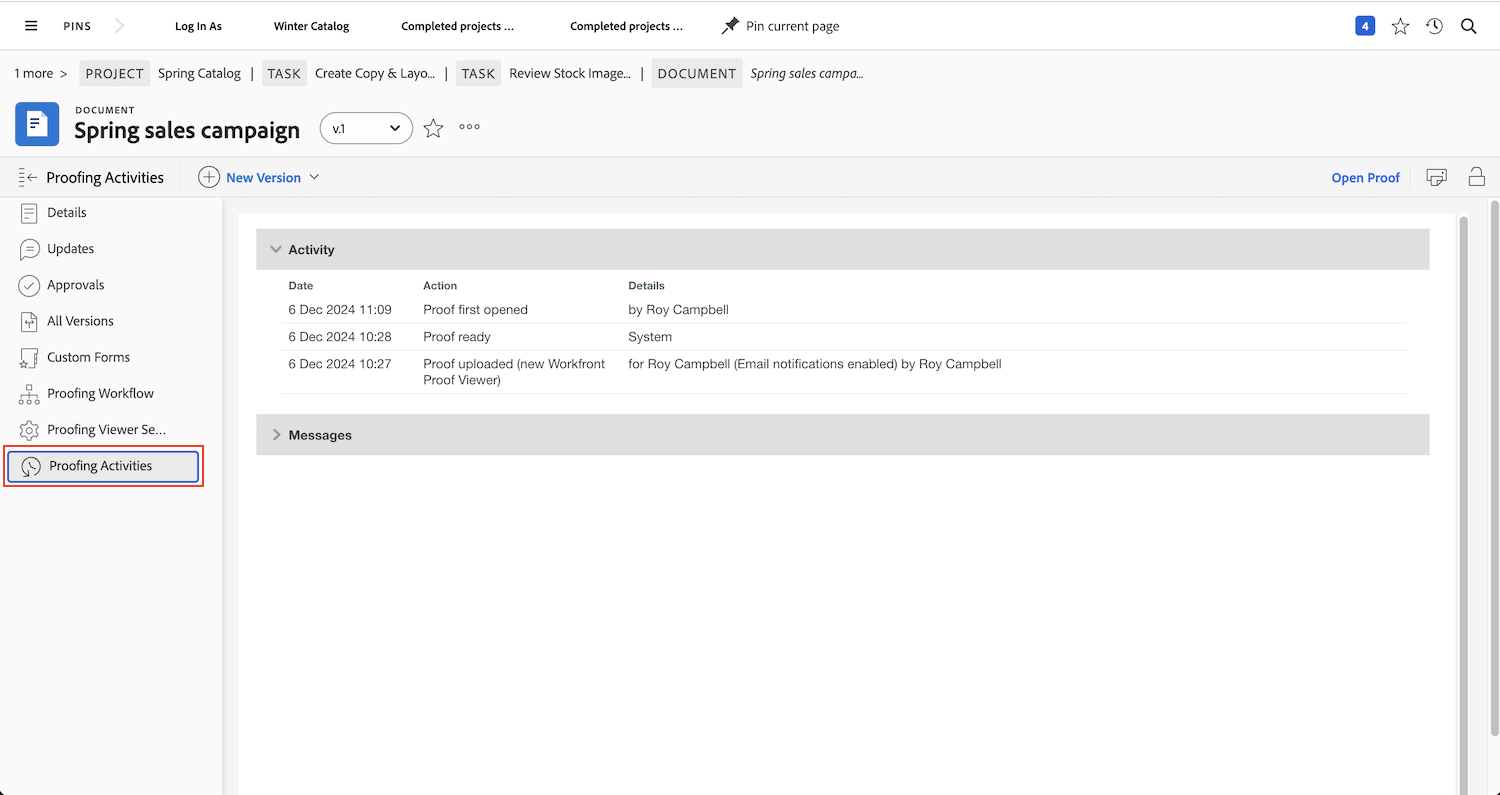 PINS Log In As Winter Catalog Completed projects ... Completed projects ... Pin current page 4
1 more > PROJECT Spring Catalog | TASK Create Copy & Layo... | TASK Review Stock Image... | DOCUMENT Spring sales campa...
DOCUMENT
Spring sales campaign v.1
Proofing Activities New Version Open Proof
Details
Updates
Approvals
All Versions
Custom Forms
Proofing Workflow
Proofing Viewer Se...
Proofing Activities
Activity
Date Action Details
6 Dec 2024 11:09 Proof first opened by Roy Campbell
6 Dec 2024 10:28 Proof ready System
6 Dec 2024 10:27 Proof uploaded (new Workfront for Roy Campbell (Email notifications enabled) by Roy Campbell
Proof Viewer)
Messages